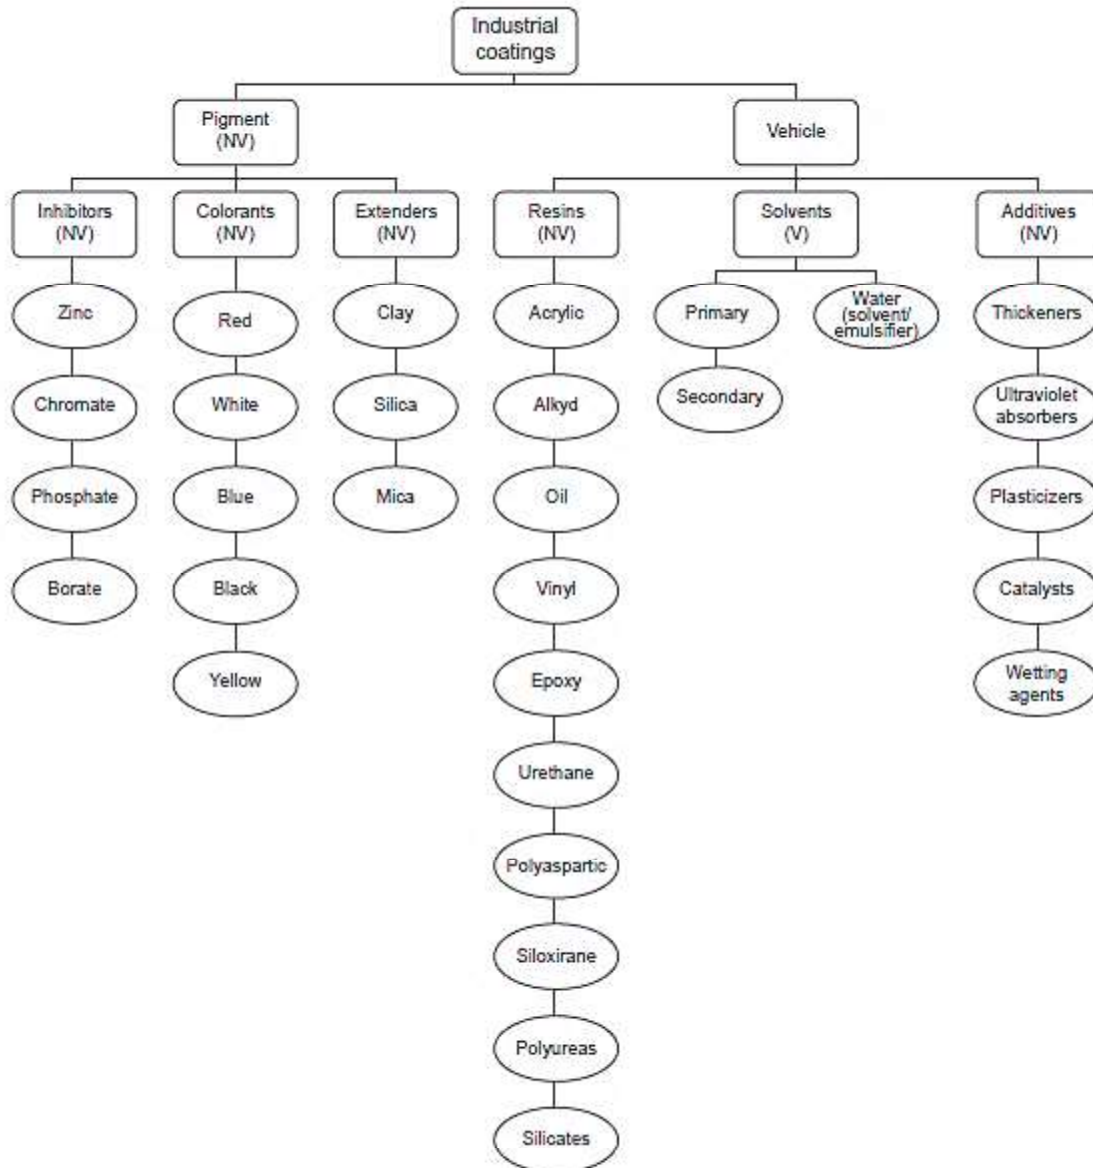 Industrial
coatings
Pigment
(NV)
Vehicle
Inhibitors
(NV)
Colorants
(NV)
Extenders
(NV)
Resins
(NV)
Solvents
(V)
Additives
(NV)
Zinc
Red
Clay
Acrylic
Primary
Water
(solvent/
emulsifier)
Thickeners
Chromate
White
Silica
Alkyd
Secondary
Ultraviolet
absorbers
Phosphate
Blue
Mica
Oil
Plasticizers
Borate
Black
Vinyl
Catalysts
Yellow
Epoxy
Wetting
agents
Urethane
Polyaspartic
Siloxirane
Polyureas
Silicates